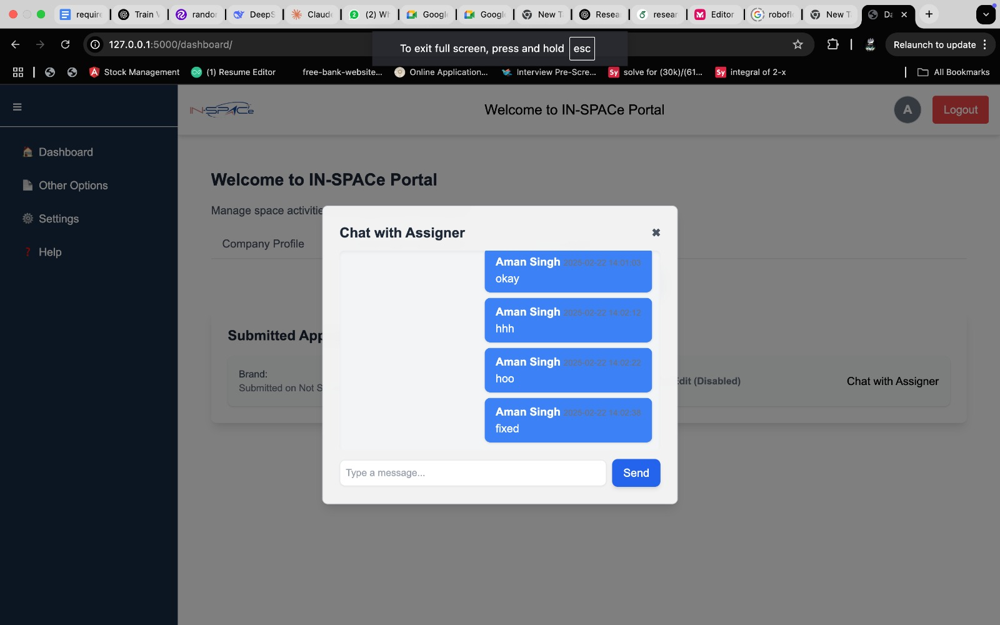 require
Train V
randor
DeepS
Claude
(2) Wh
Google
Google
New T
Resea
resear
Editor
robofl
New T
Da
127.0.0.1:5000/dashboard/
To exit full screen, press and hold esc
Relaunch to update
Stock Management
(1) Resume Editor
free-bank-website...
Online Application...
Interview Pre-Scre...
solve for (30k)/(61...
integral of 2-x
All Bookmarks
IN-SPACe
Welcome to IN-SPACe Portal
A
Logout
Dashboard
Other Options
Settings
Help
Welcome to IN-SPACe Portal
Manage space activitie
Company Profile
Submitted App
Brand:
Submitted on Not S
Edit (Disabled)
Chat with Assigner
Chat with Assigner
Aman Singh 2025-02-22 14:01:03
okay
Aman Singh 2025-02-22 14:02:12
hhh
Aman Singh 2025-02-22 14:02:22
hoo
Aman Singh 2025-02-22 14:02:38
fixed
Type a message...
Send